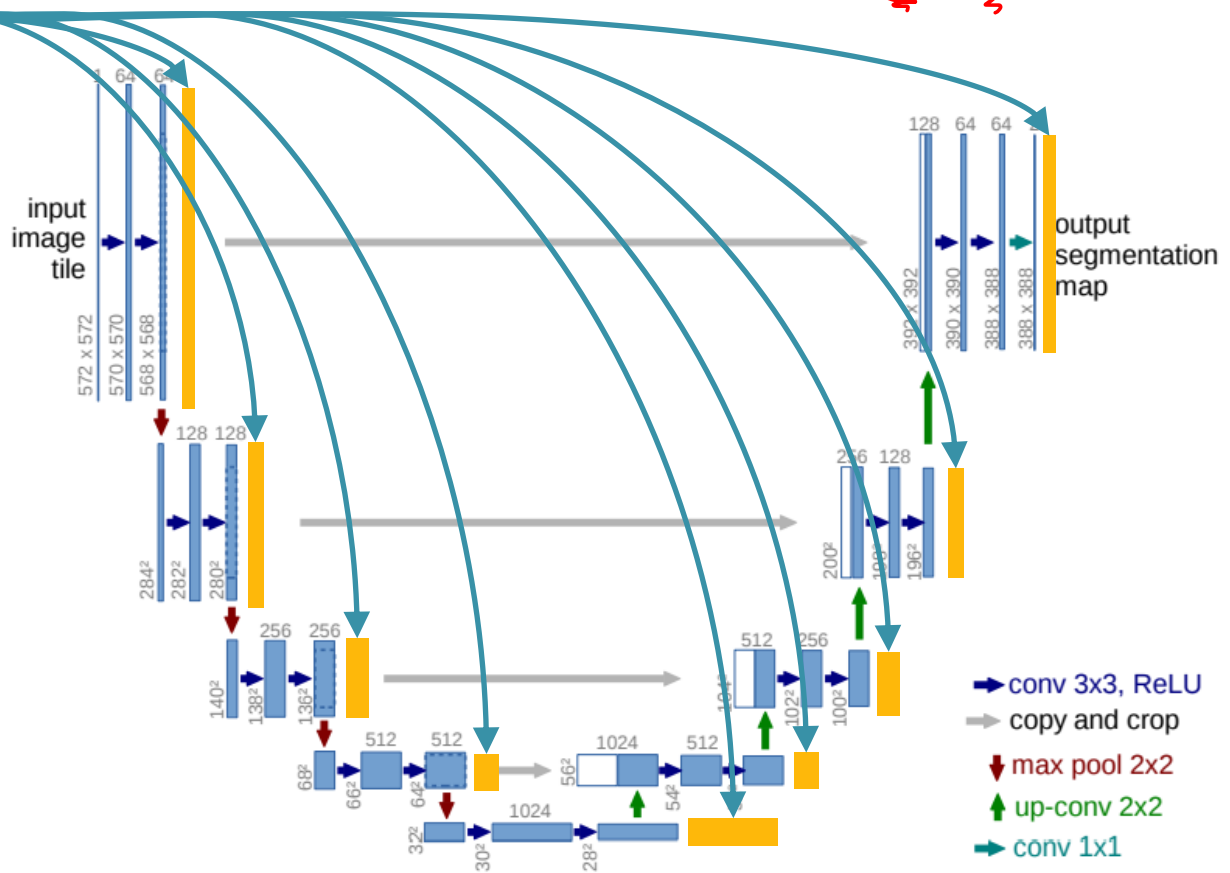 1 64 64
input
image
tile
572 x 572
570 x 570
568 x 568
128 64 64
output
segmentation
map
392 x 392
390 x 390
388 x 388
388 x 388
128 128
284²
282²
280²
256 128
200²
198²
196²
256 256
140²
138²
136²
512 256
104²
102²
100²
512 512
68²
66²
64²
1024 512
56²
54²
1024
32²
30²
28²
conv 3x3, ReLU
copy and crop
max pool 2x2
up-conv 2x2
conv 1x1